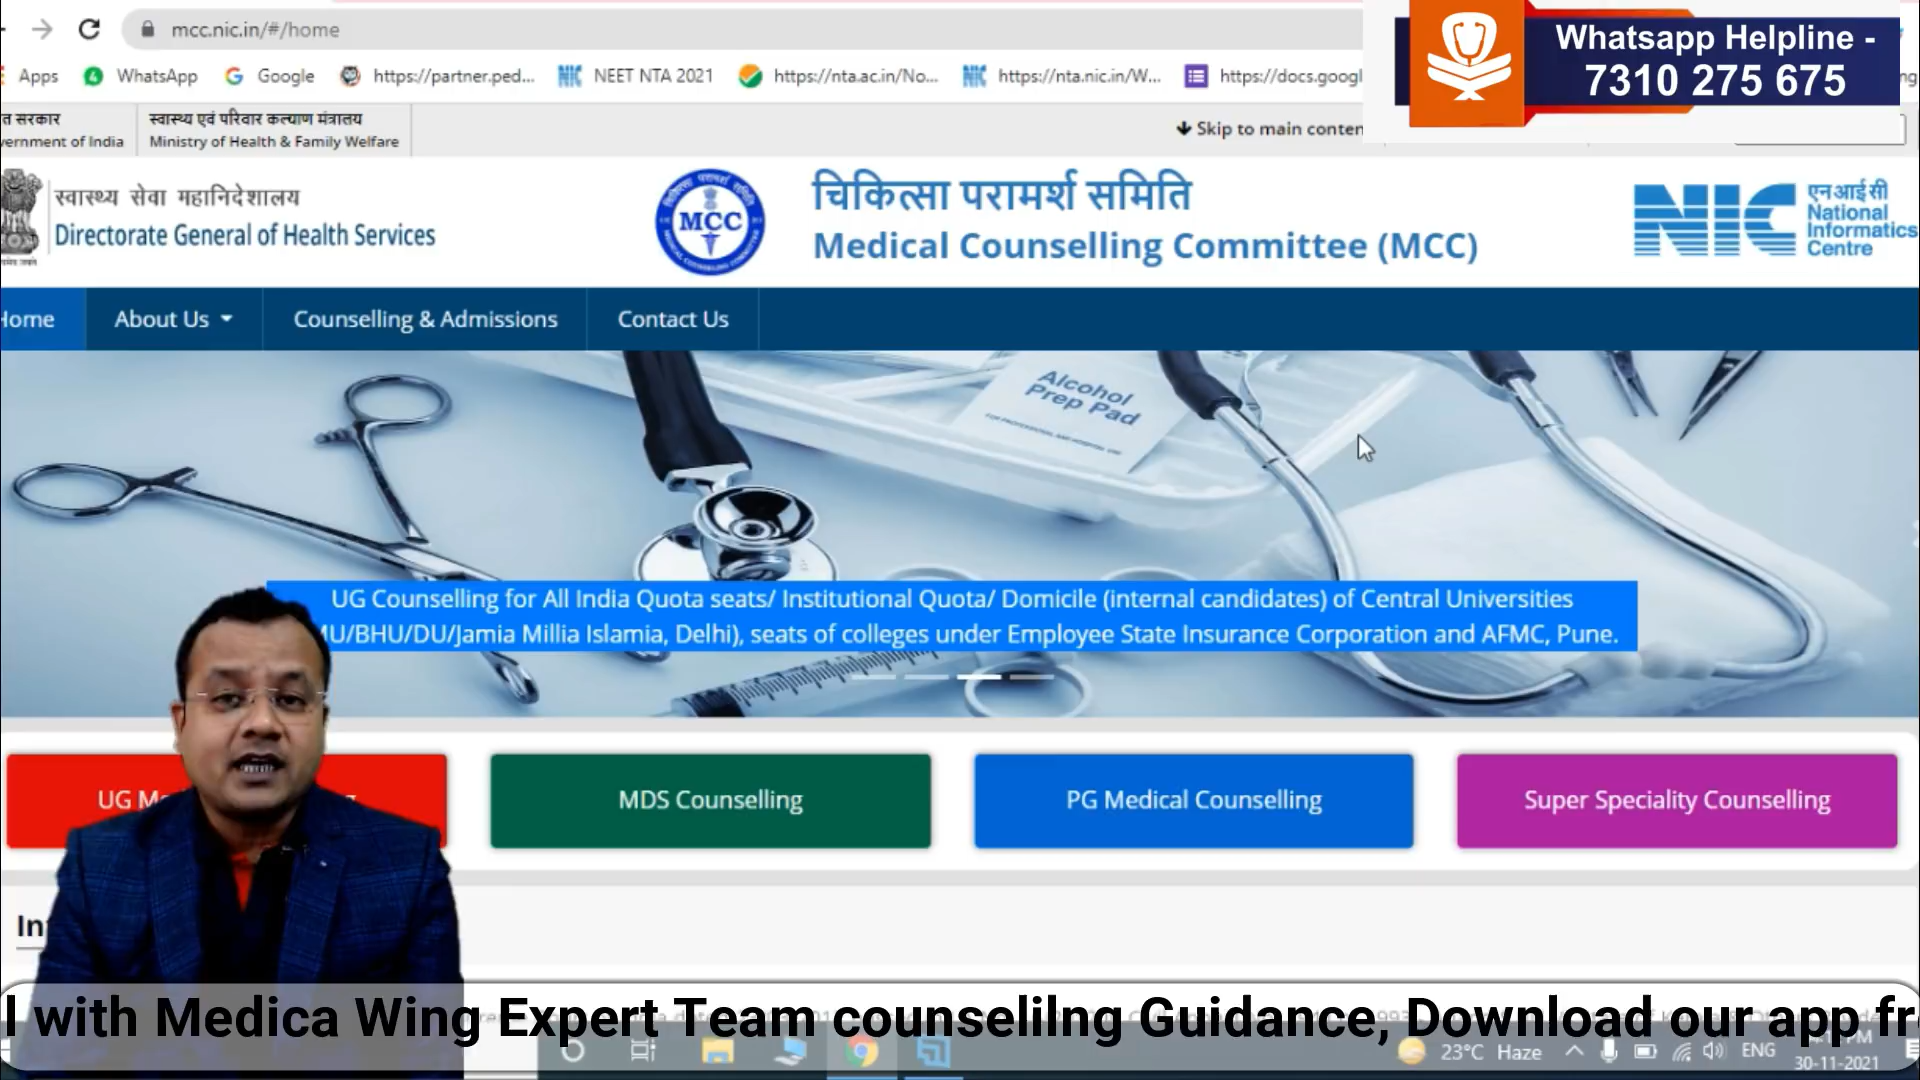 mcc.nic.in/#/home
Whatsapp Helpline -
7310 275 675
Apps WhatsApp Google https://partner.ped... NEET NTA 2021 https://nta.ac.in/No... https://nta.nic.in/W... https://docs.googl
त सरकार
vernment of India
स्वास्थ्य एवं परिवार कल्याण मंत्रालय
Ministry of Health & Family Welfare
Skip to main conten
स्वास्थ्य सेवा महानिदेशालय
Directorate General of Health Services
MCC
चिकित्सा परामर्श समिति
Medical Counselling Committee (MCC)
NIC
एनआईसी
National
Informatics
Centre
Home About Us Counselling & Admissions Contact Us
Alcohol
Prep Pad
UG Counselling for All India Quota seats/ Institutional Quota/ Domicile (internal candidates) of Central Universities
MU/BHU/DU/Jamia Millia Islamia, Delhi), seats of colleges under Employee State Insurance Corporation and AFMC, Pune.
UG MDS Counselling PG Medical Counselling Super Speciality Counselling
In
l with Medica Wing Expert Team counselilng Guidance, Download our app fr
23°C Haze ENG
30-11-2021